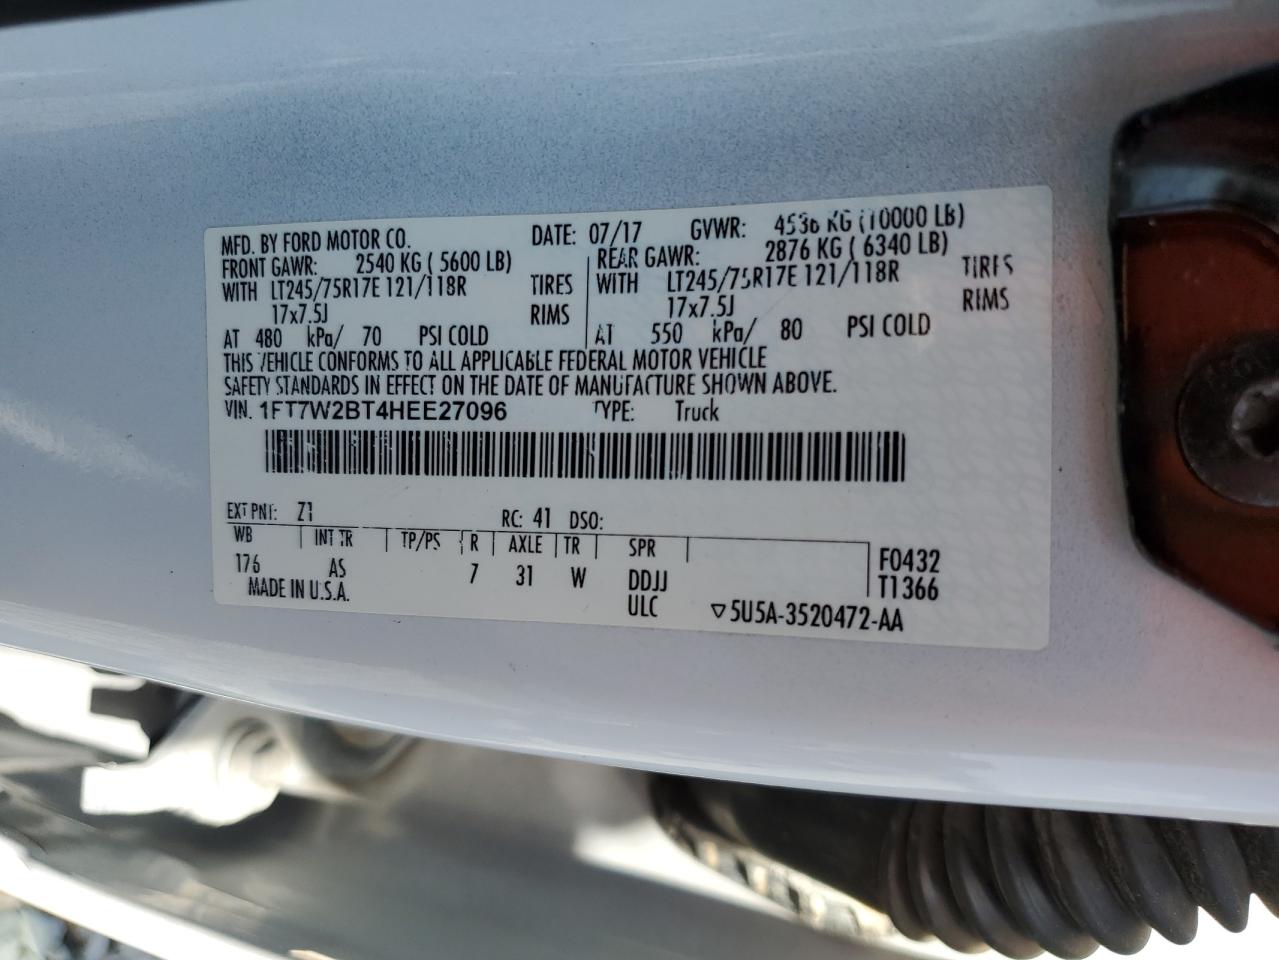 MFD. BY FORD MOTOR CO. DATE: 07/17 GVWR: 4536 KG (10000 LB)
FRONT GAWR: 2540 KG ( 5600 LB) REAR GAWR: 2876 KG ( 6340 LB)
WITH LT245/75R17E 121/118R TIRES WITH LT245/75R17E 121/118R TIRES
17x7.5J RIMS 17x7.5J RIMS
AT 480 kPa/ 70 PSI COLD AT 550 kPa/ 80 PSI COLD
THIS VEHICLE CONFORMS TO ALL APPLICABLE FEDERAL MOTOR VEHICLE
SAFETY STANDARDS IN EFFECT ON THE DATE OF MANUFACTURE SHOWN ABOVE.
VIN. 1FT7W2BT4HEE27096 TYPE: Truck
EXT PNT: Z1 RC: 41 DSO:
WB INT TR TP/PS R AXLE TR SPR F0432
176 AS 7 31 W DDJJ T1366
MADE IN U.S.A. ULC ▽5U5A-3520472-AA